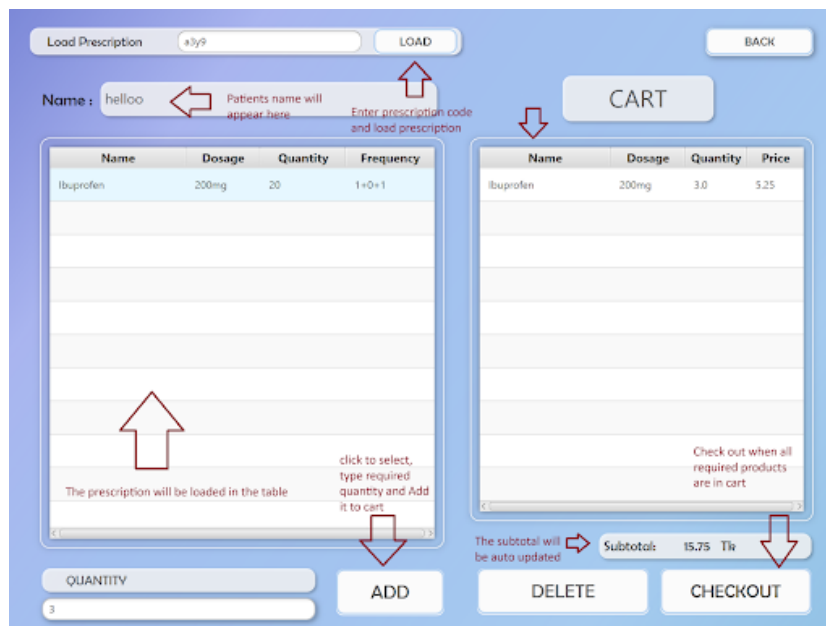 Load Prescription a3y9 LOAD BACK
Name : helloo
Patients name will
appear here
Enter prescription code
and load prescription
CART
Name Dosage Quantity Frequency
Ibuprofen 200mg 20 1+0+1
Name Dosage Quantity Price
Ibuprofen 200mg 3.0 5.25
The prescription will be loaded in the table
click to select,
type required
quantity and Add
it to cart
Check out when all
required products
are in cart
The subtotal will
be auto updated
Subtotal: 15.75 Tk
QUANTITY
3
ADD
DELETE
CHECKOUT